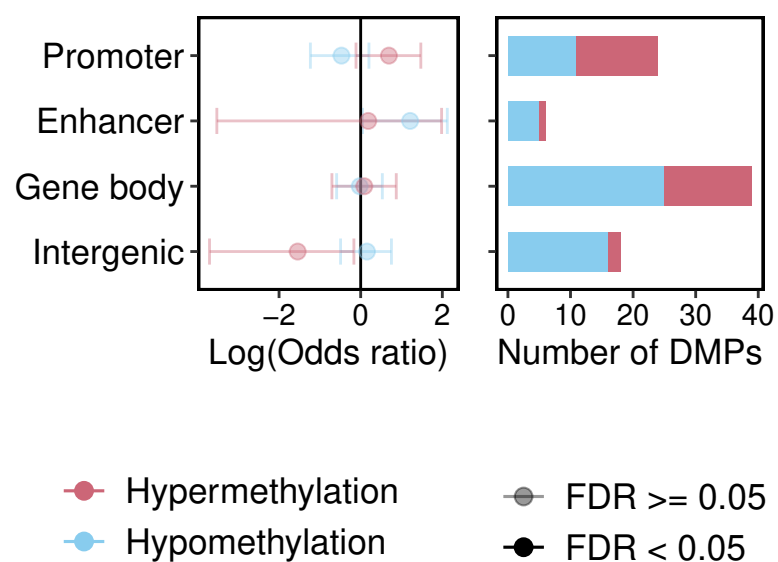 Promoter
Enhancer
Gene body
Intergenic
−2 0 2
0 10 20 30 40
Log(Odds ratio)
Number of DMPs
Hypermethylation
Hypomethylation
FDR >= 0.05
FDR < 0.05